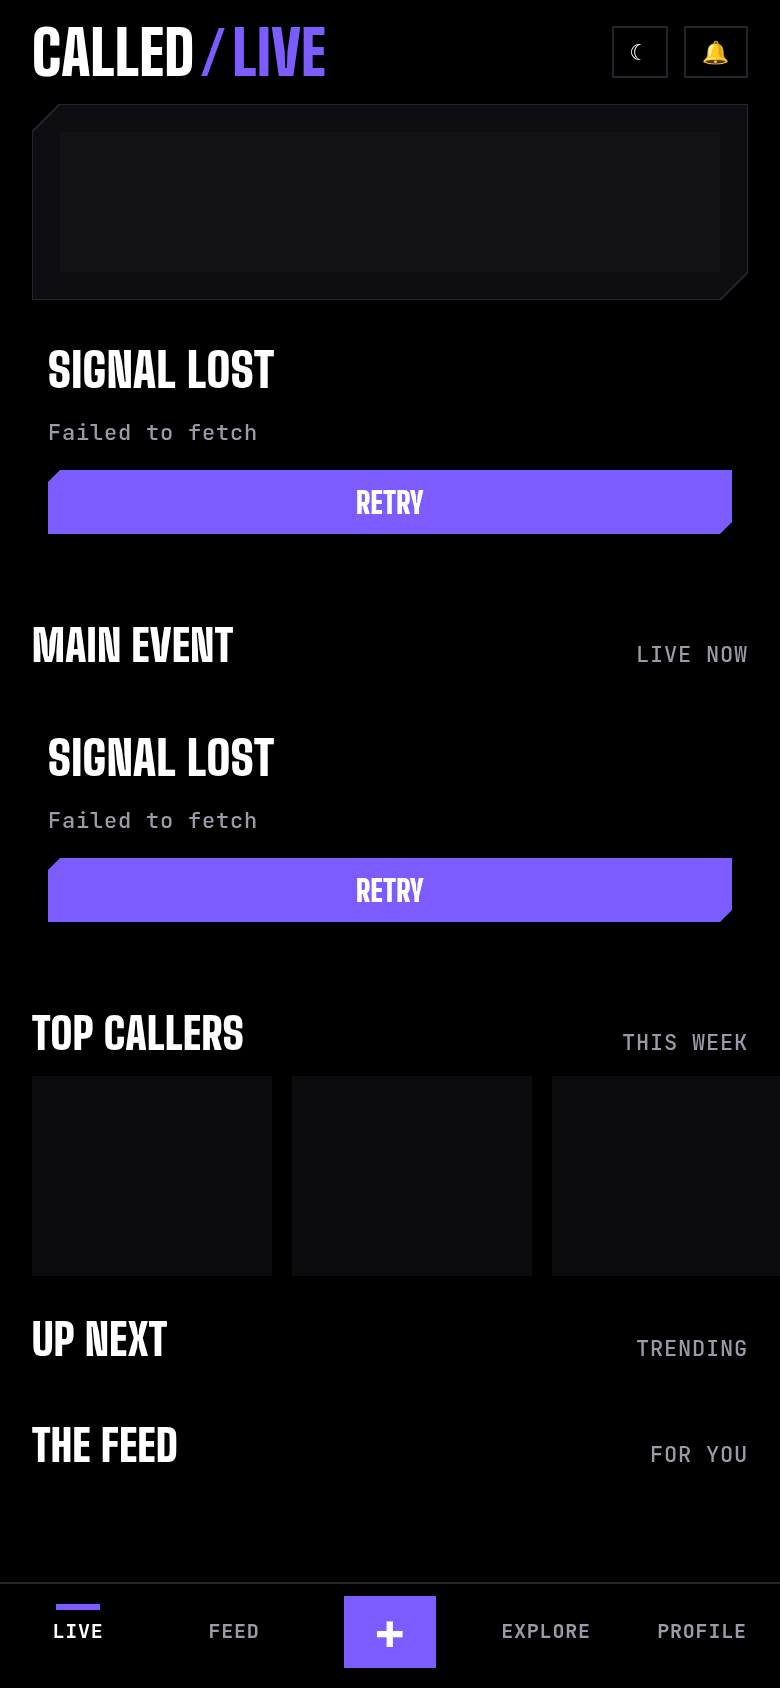 CALLED / LIVE
SIGNAL LOST
Failed to fetch
RETRY
MAIN EVENT
LIVE NOW
SIGNAL LOST
Failed to fetch
RETRY
TOP CALLERS
THIS WEEK
UP NEXT
TRENDING
THE FEED
FOR YOU
LIVE FEED + EXPLORE PROFILE